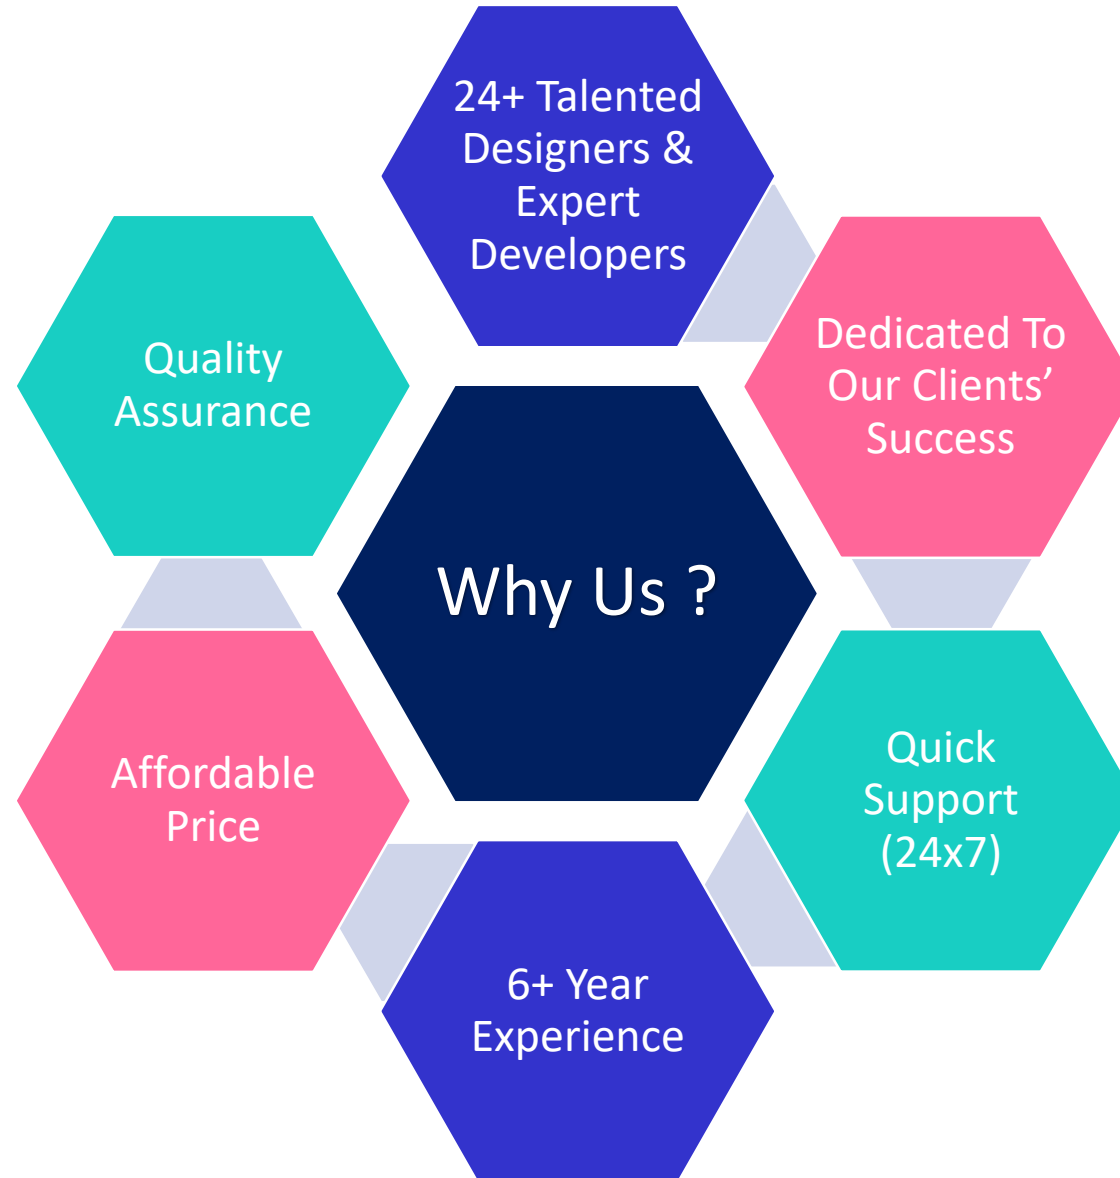 24+ Talented
Designers &
Expert
Developers
Dedicated To
Our Clients’
Success
Quick
Support
(24x7)
6+ Year
Experience
Affordable
Price
Quality
Assurance
Why Us ?